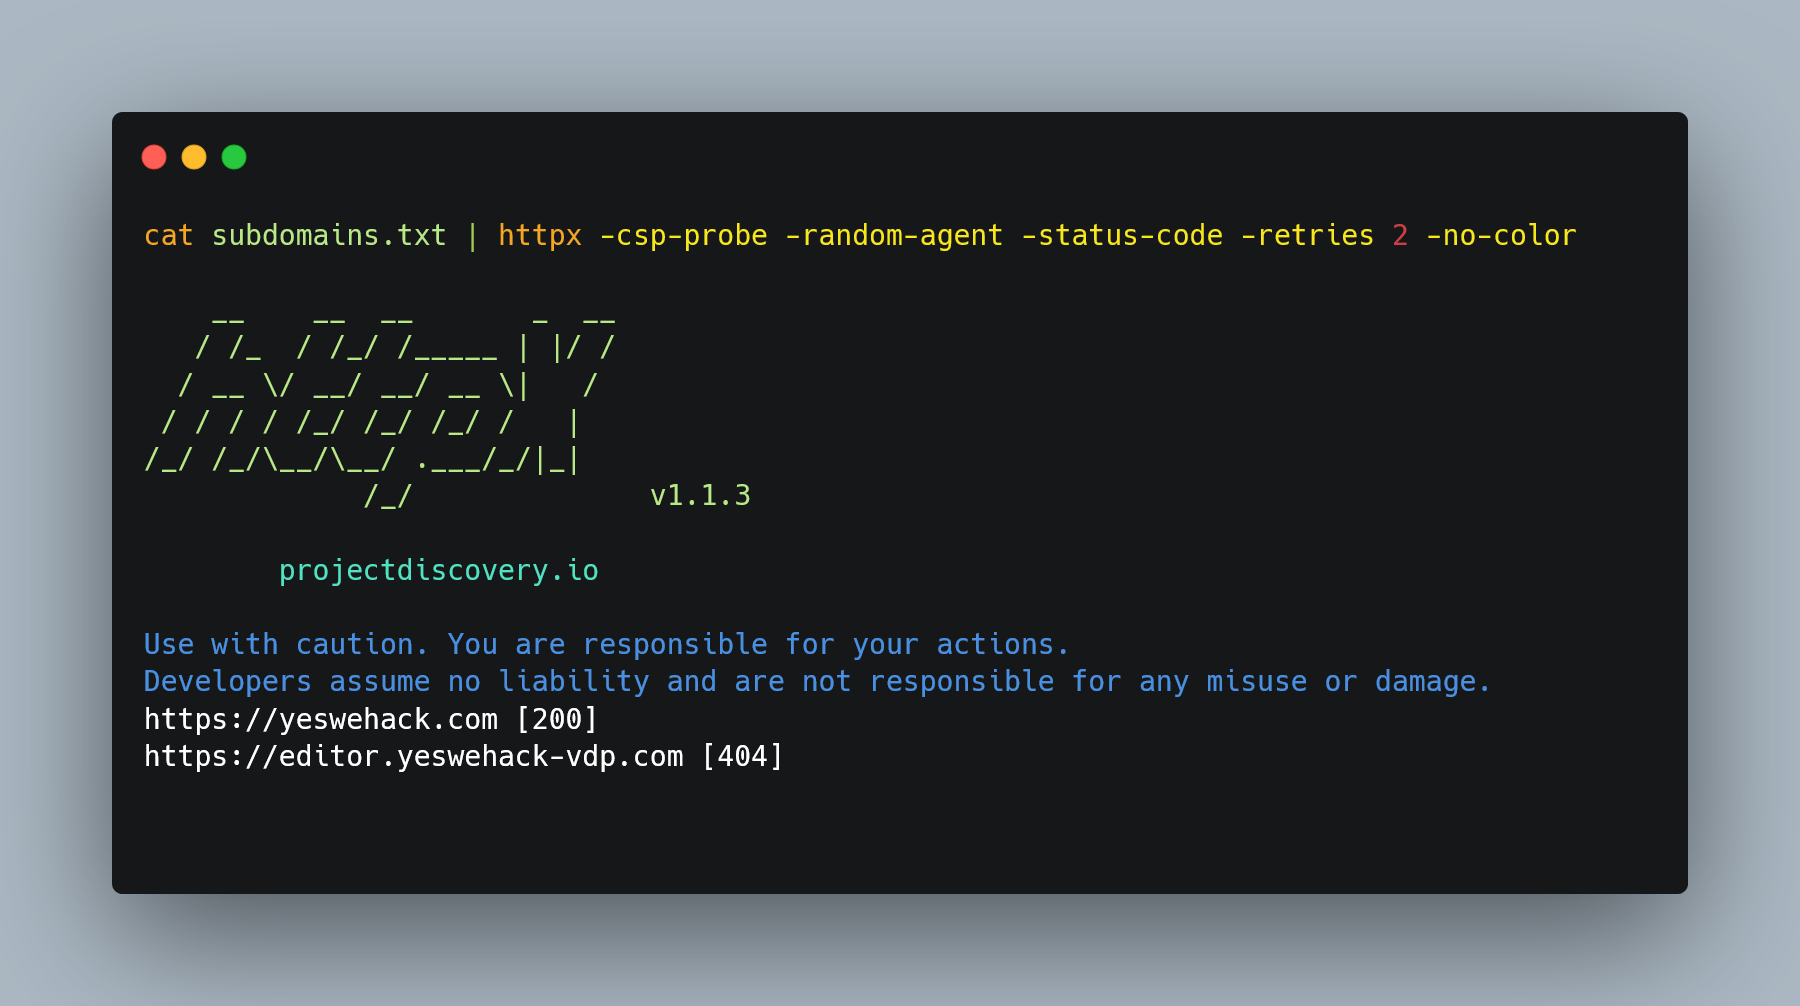 cat subdomains.txt | httpx -csp-probe -random-agent -status-code -retries 2 -no-color
    __    __  __       _  __
   / /_  / /_/ /_____ | |/ /
  / __ \/ __/ __/ __ \|   /
 / / / / /_/ /_/ /_/ /   |
/_/ /_/\__/\__/ .___/_/|_|
             /_/              v1.1.3
        projectdiscovery.io
Use with caution. You are responsible for your actions.
Developers assume no liability and are not responsible for any misuse or damage.
https://yeswehack.com [200]
https://editor.yeswehack-vdp.com [404]